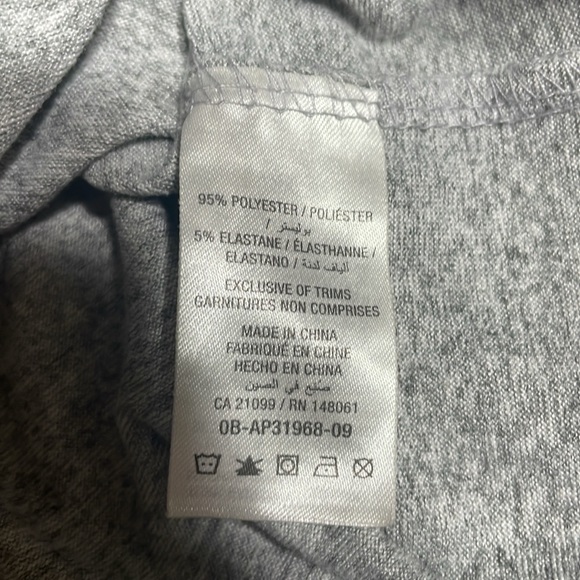 95% POLYESTER / POLIÉSTER
/ بوليستر
5% ELASTANE / ÉLASTHANNE /
ELASTANO / ألياف لدنة
EXCLUSIVE OF TRIMS
GARNITURES NON COMPRISES
MADE IN CHINA
FABRIQUÉ EN CHINE
HECHO EN CHINA
صنع في الصين
CA 21099 / RN 148061
0B-AP31968-09